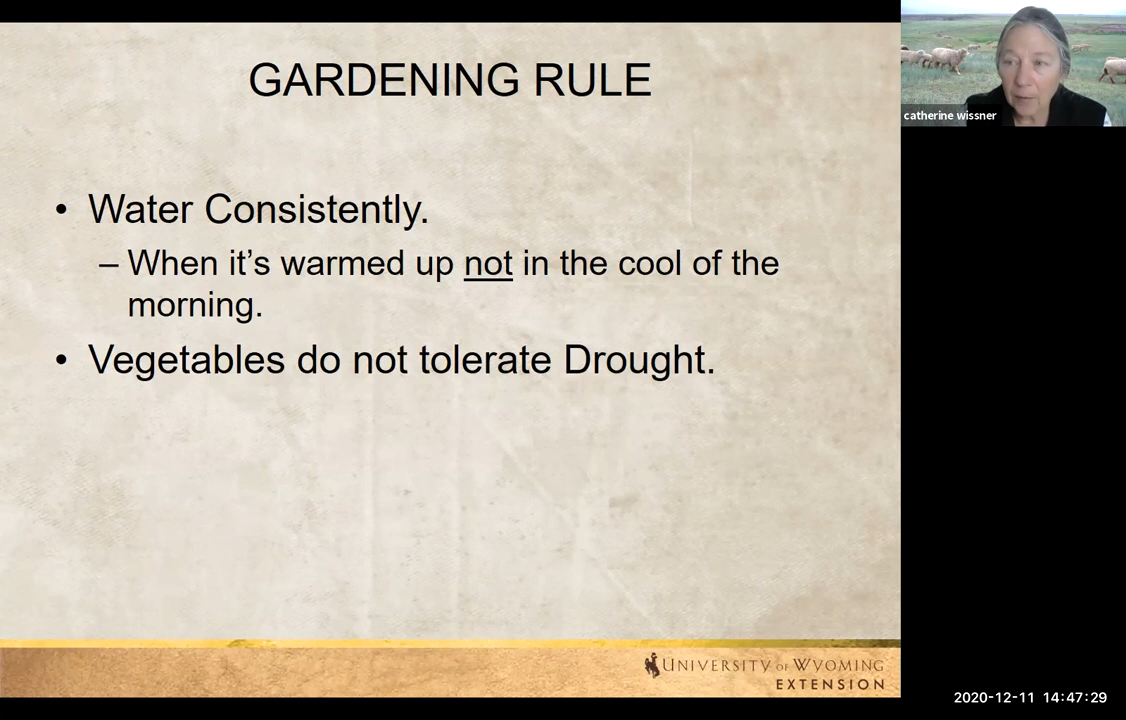 GARDENING RULE
catherine wissner
• Water Consistently.
– When it's warmed up not in the cool of the
morning.
• Vegetables do not tolerate Drought.
UNIVERSITY OF WYOMING
EXTENSION
2020-12-11 14:47:29